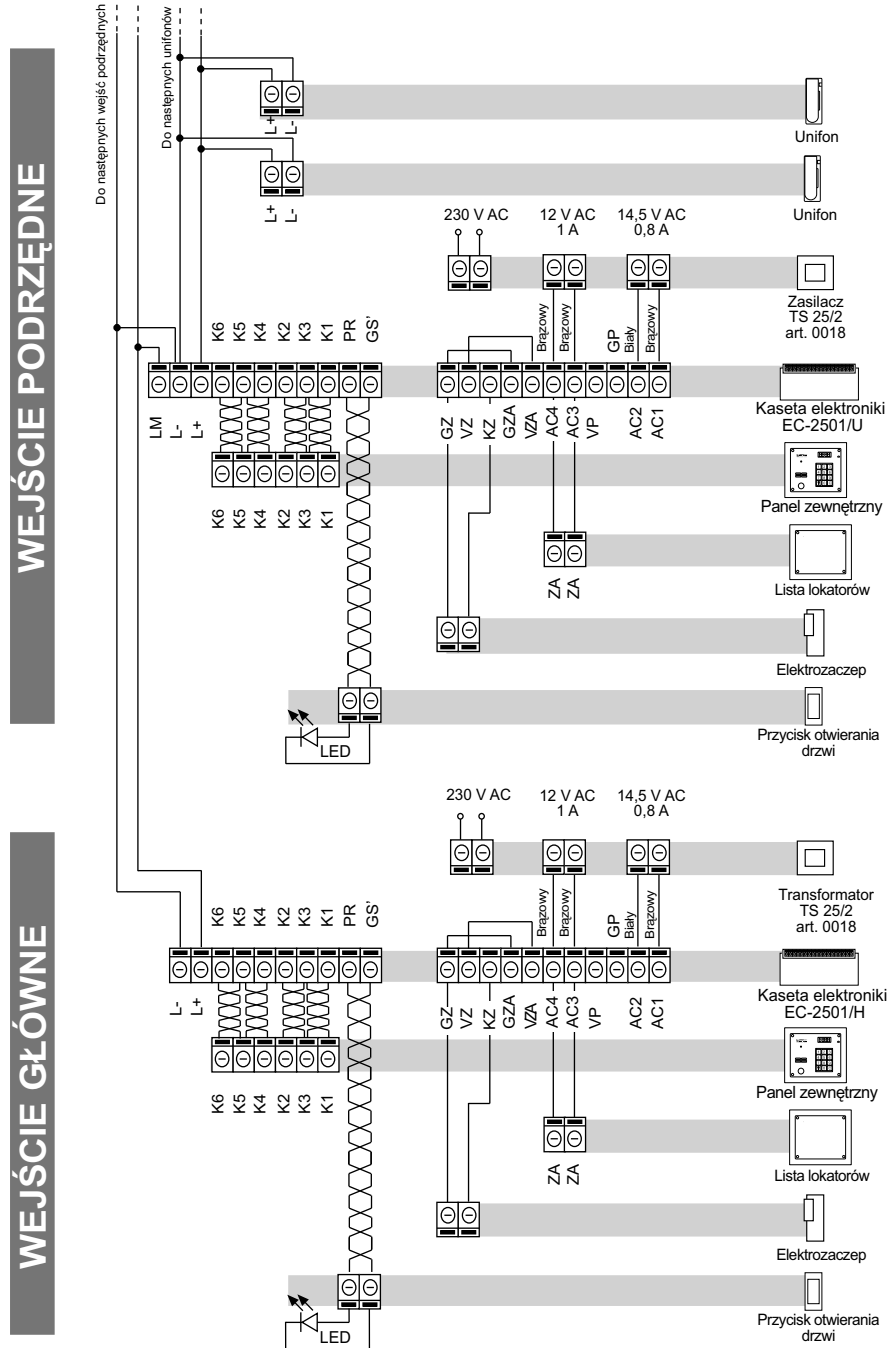 WEJŚCIE PODRZĘDNE
Do następnych wejść podrzędnych
Do następnych unifonów
L+
L-
Unifon
L+
L-
Unifon
230 V AC
12 V AC
1 A
14,5 V AC
0,8 A
Zasilacz
TS 25/2
art. 0018
K6
K5
K4
K2
K3
K1
PR
GS'
Brązowy
Brązowy
GP
Biały
Brązowy
LM
L-
L+
GZ
VZ
KZ
GZA
VZA
AC4
AC3
VP
AC2
AC1
Kaseta elektroniki
EC-2501/U
K6
K5
K4
K2
K3
K1
Panel zewnętrzny
ZA
ZA
Lista lokatorów
Elektrozaczep
LED
Przycisk otwierania
drzwi
WEJŚCIE GŁÓWNE
230 V AC
12 V AC
1 A
14,5 V AC
0,8 A
Transformator
TS 25/2
art. 0018
K6
K5
K4
K2
K3
K1
PR
GS'
Brązowy
Brązowy
GP
Biały
Brązowy
L-
L+
GZ
VZ
KZ
GZA
VZA
AC4
AC3
VP
AC2
AC1
Kaseta elektroniki
EC-2501/H
K6
K5
K4
K2
K3
K1
Panel zewnętrzny
ZA
ZA
Lista lokatorów
Elektrozaczep
LED
Przycisk otwierania
drzwi